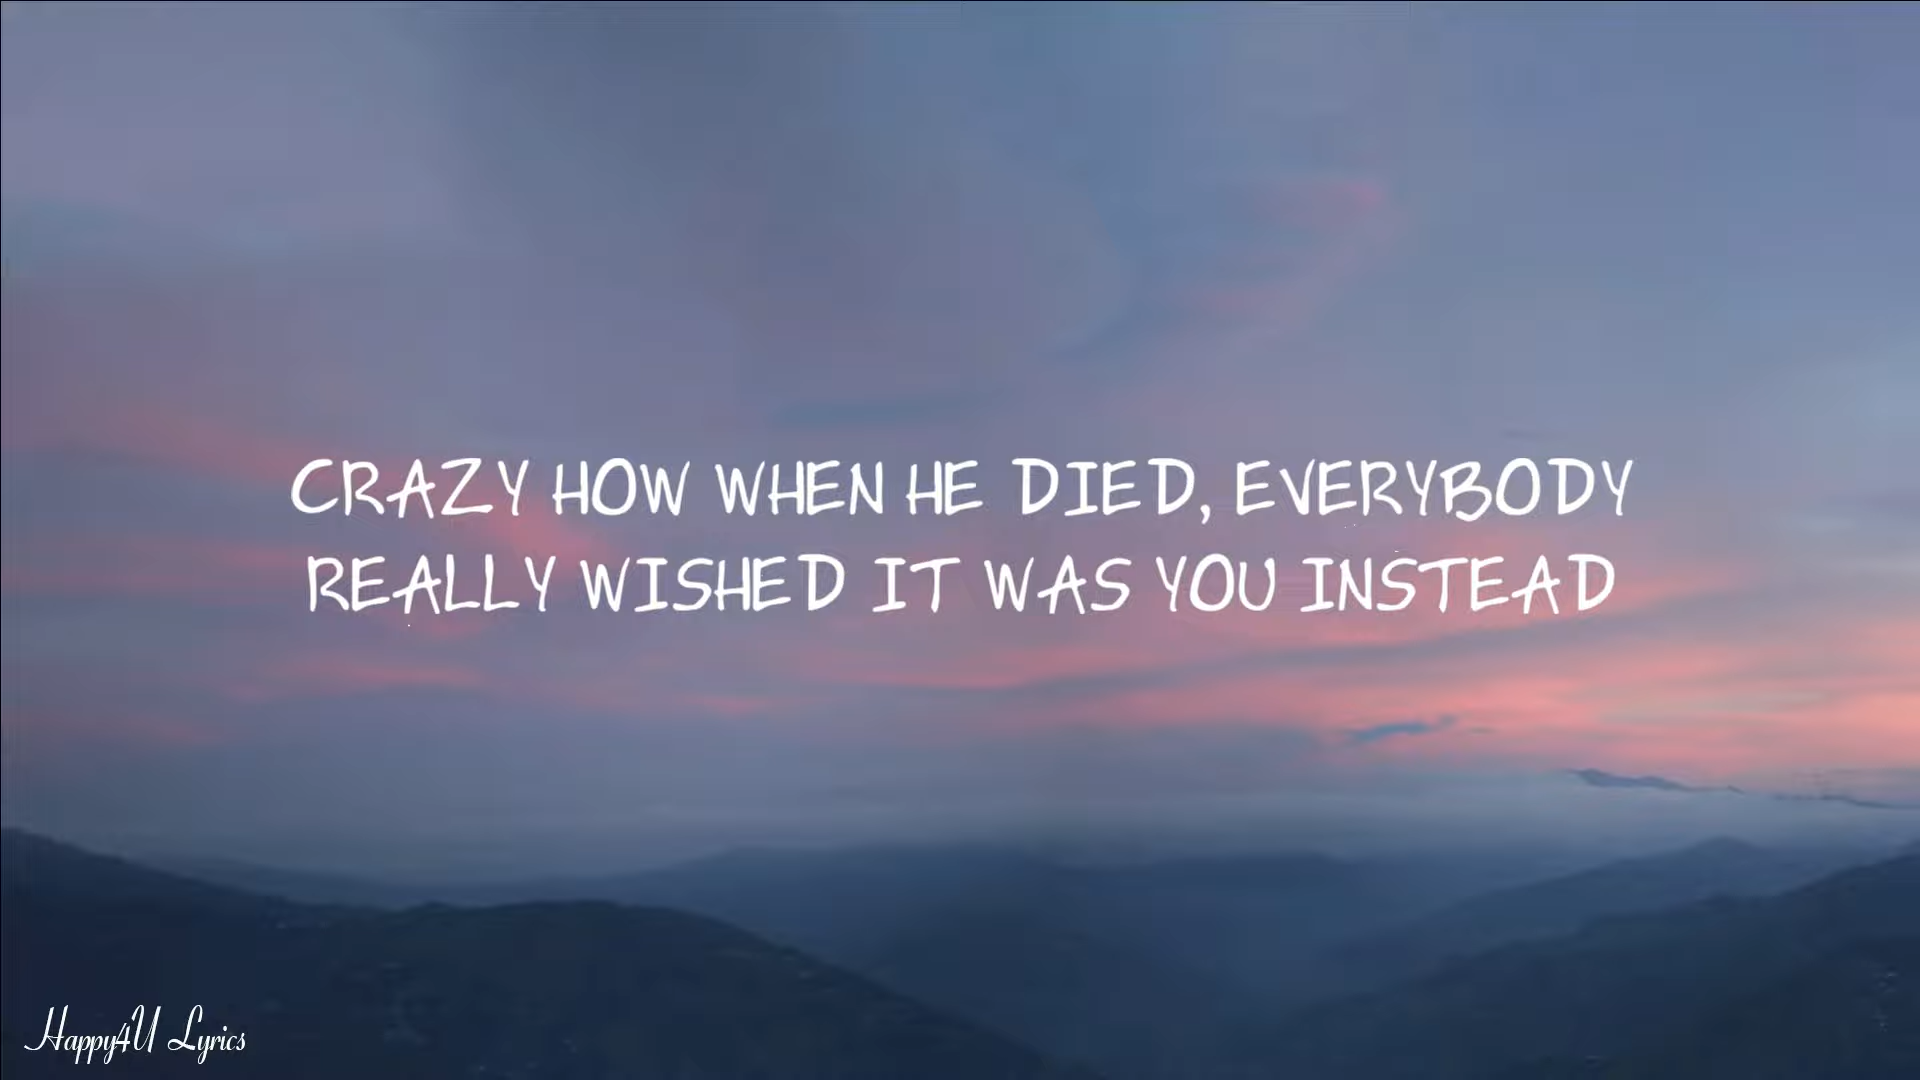 CRAZY HOW WHEN HE DIED, EVERYBODY
REALLY WISHED IT WAS YOU INSTEAD
Happy4U Lyrics